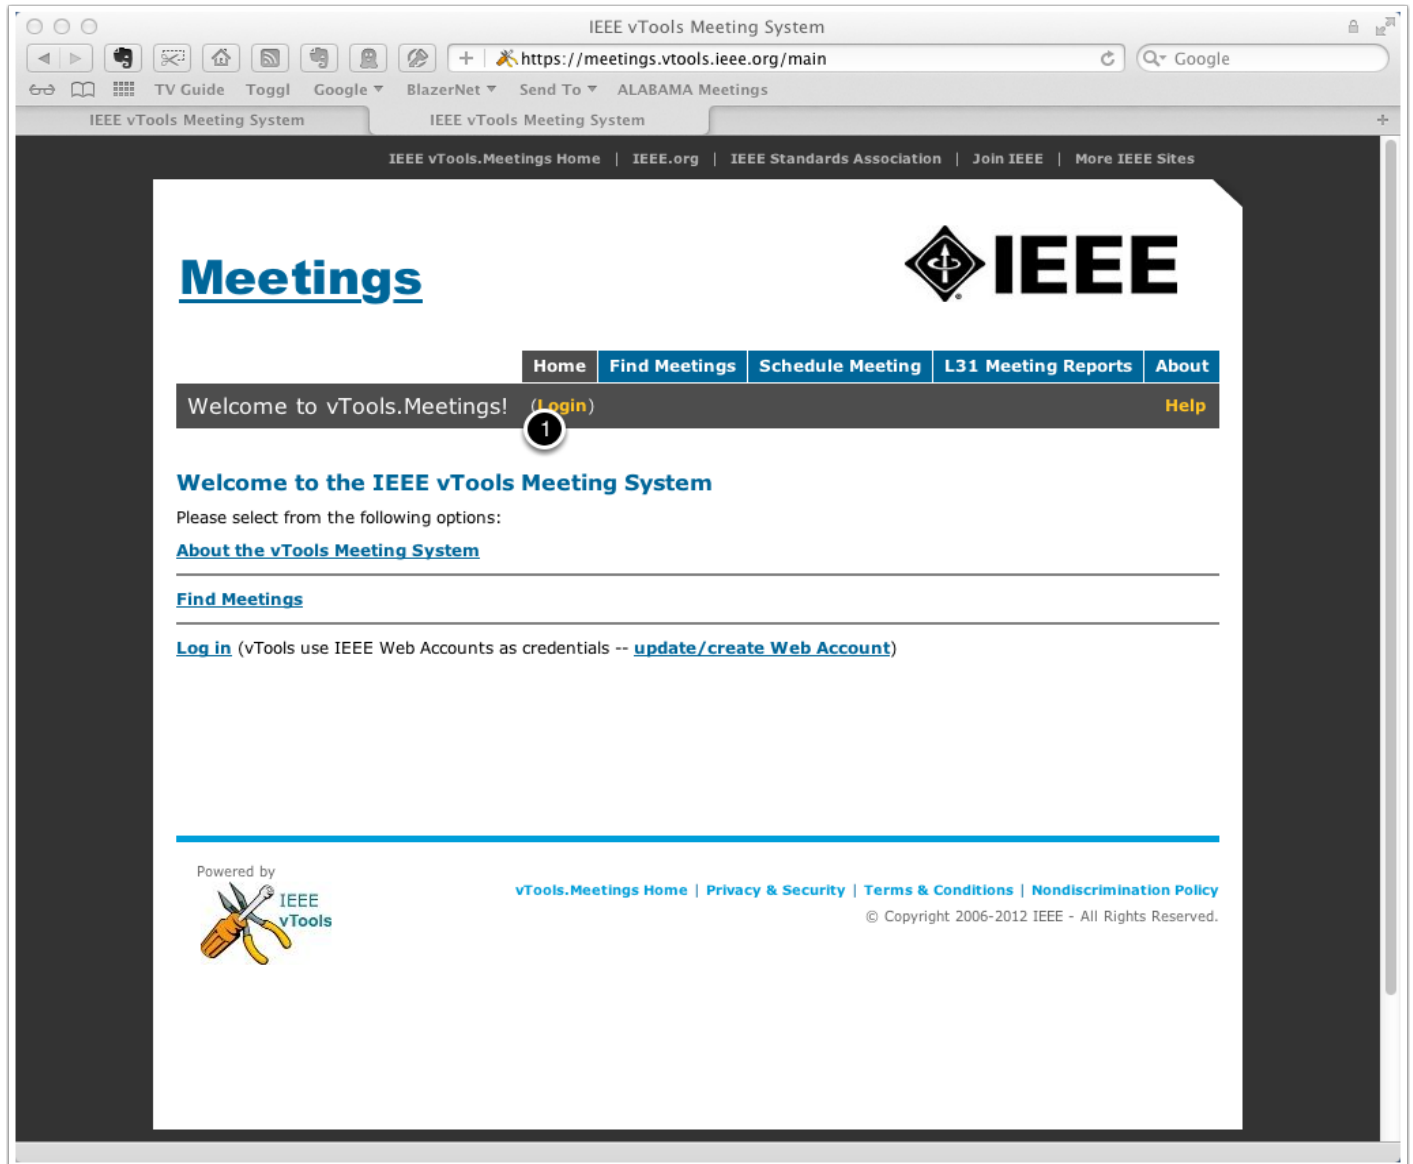 IEEE vTools Meeting System
https://meetings.vtools.ieee.org/main
Google
TV Guide Toggl Google BlazerNet Send To ALABAMA Meetings
IEEE vTools Meeting System IEEE vTools Meeting System
IEEE vTools.Meetings Home | IEEE.org | IEEE Standards Association | Join IEEE | More IEEE Sites
Meetings
IEEE
Home Find Meetings Schedule Meeting L31 Meeting Reports About
Welcome to vTools.Meetings! (Login) Help
1
Welcome to the IEEE vTools Meeting System
Please select from the following options:
About the vTools Meeting System
Find Meetings
Log in (vTools use IEEE Web Accounts as credentials -- update/create Web Account)
Powered by
IEEE
vTools
vTools.Meetings Home | Privacy & Security | Terms & Conditions | Nondiscrimination Policy
© Copyright 2006-2012 IEEE - All Rights Reserved.